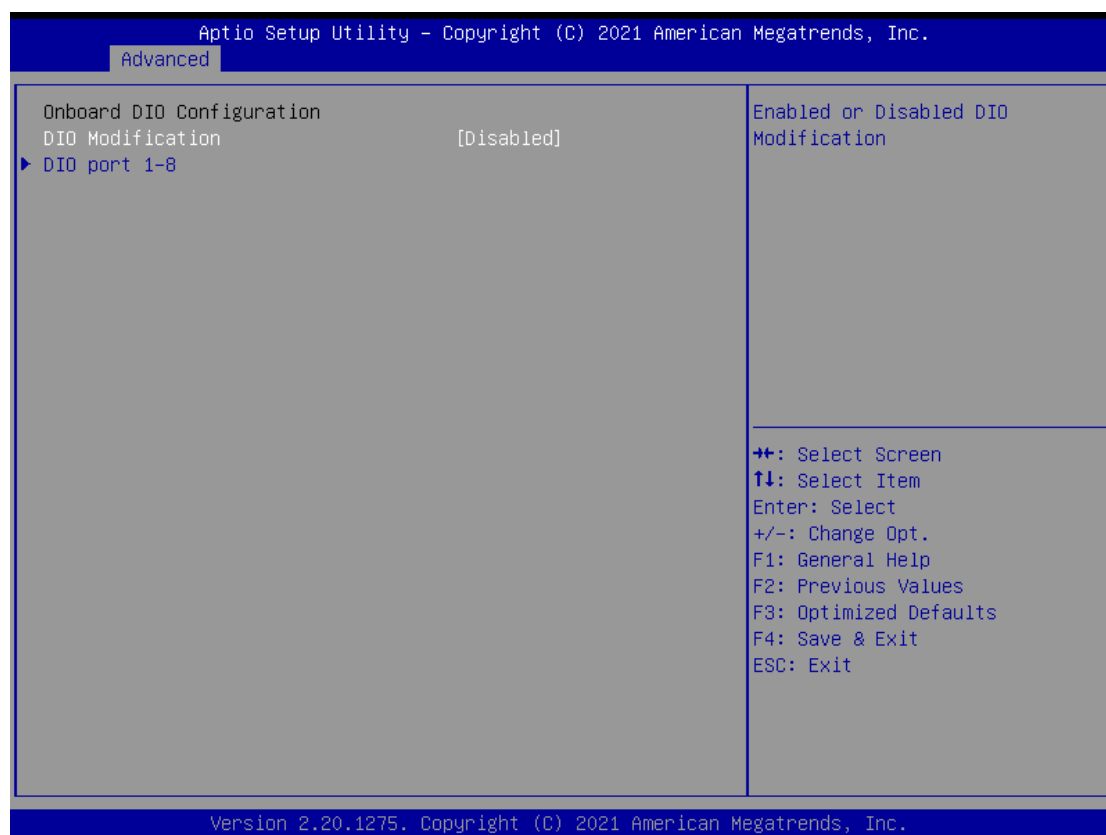 Aptio Setup Utility – Copyright (C) 2021 American Megatrends, Inc.
Advanced
Onboard DIO Configuration
DIO Modification [Disabled]
DIO port 1-8
Enabled or Disabled DIO
Modification
→←: Select Screen
↑↓: Select Item
Enter: Select
+/-: Change Opt.
F1: General Help
F2: Previous Values
F3: Optimized Defaults
F4: Save & Exit
ESC: Exit
Version 2.20.1275. Copyright (C) 2021 American Megatrends, Inc.